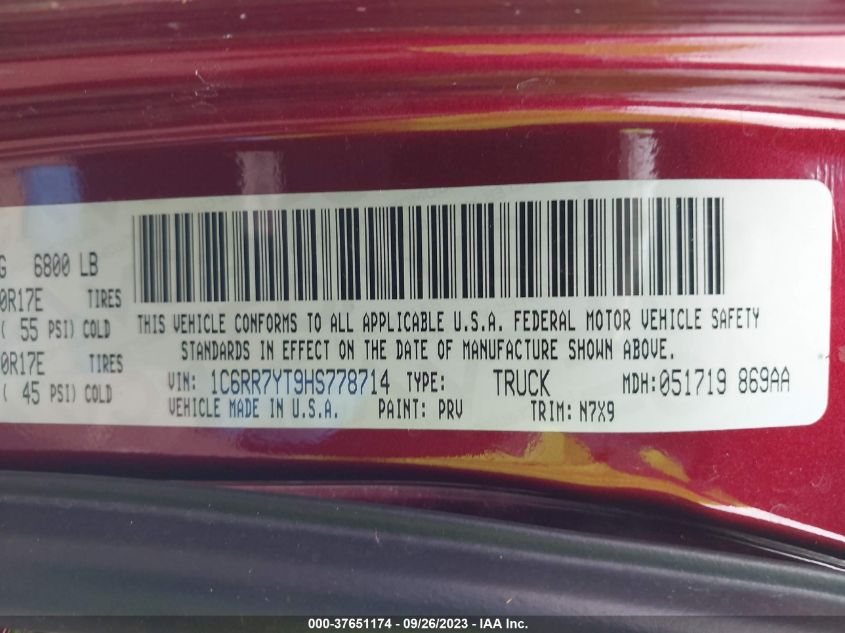 G 6800 LB
0R17E TIRES
( 55 PSI) COLD
0R17E TIRES
( 45 PSI) COLD
THIS VEHICLE CONFORMS TO ALL APPLICABLE U.S.A. FEDERAL MOTOR VEHICLE SAFETY
STANDARDS IN EFFECT ON THE DATE OF MANUFACTURE SHOWN ABOVE.
VIN: 1C6RR7YT9HS778714 TYPE: TRUCK MDH:051719 869AA
VEHICLE MADE IN U.S.A. PAINT: PRV TRIM: N7X9
000-37651174 - 09/26/2023 - IAA Inc.